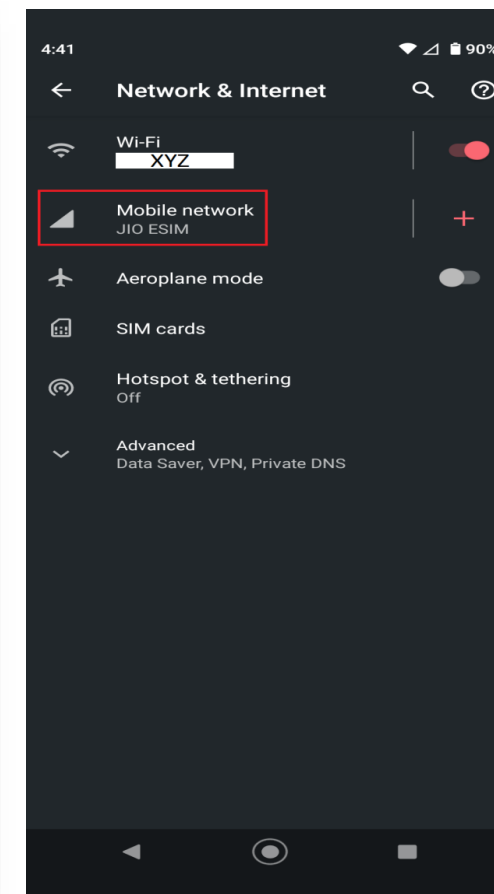 4:41
90%
Network & Internet
Wi-Fi
XYZ
Mobile network
JIO ESIM
Aeroplane mode
SIM cards
Hotspot & tethering
Off
Advanced
Data Saver, VPN, Private DNS